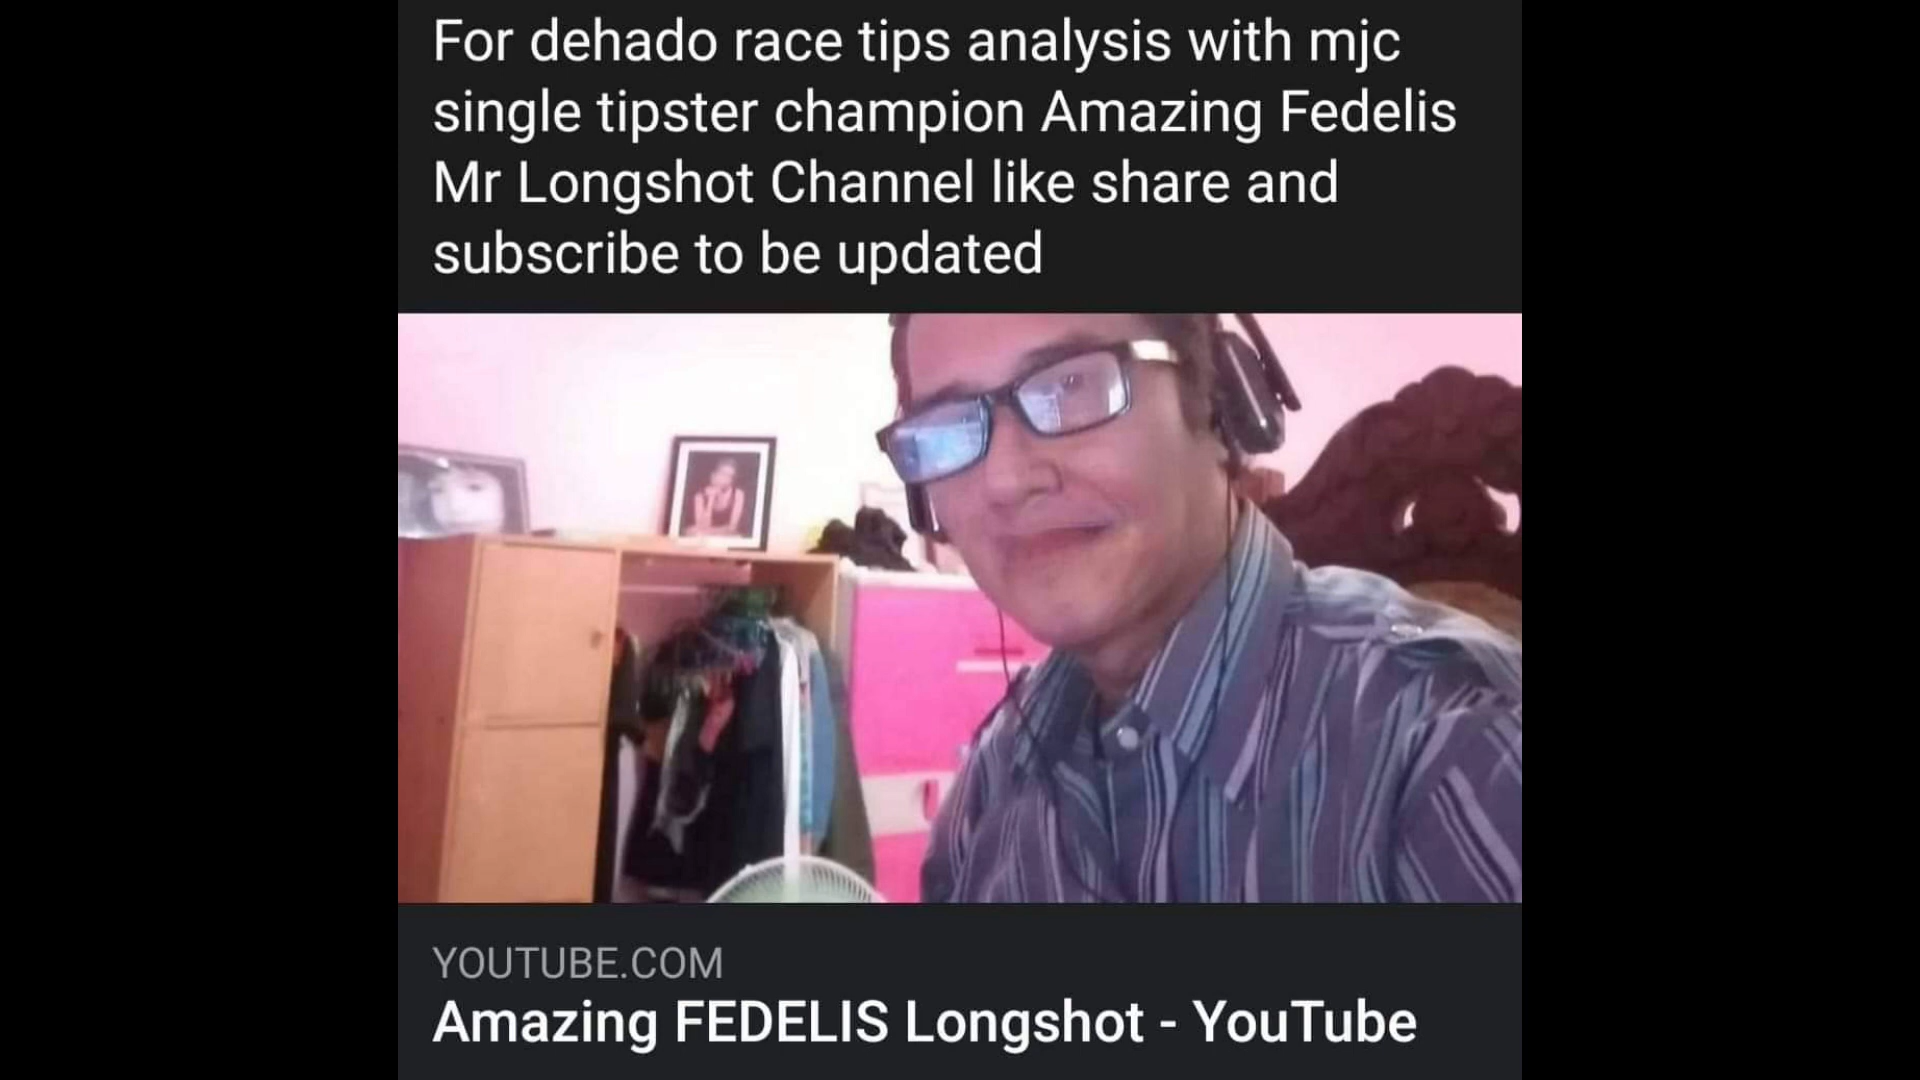 For dehado race tips analysis with mjc
single tipster champion Amazing Fedelis
Mr Longshot Channel like share and
subscribe to be updated
YOUTUBE.COM
Amazing FEDELIS Longshot - YouTube